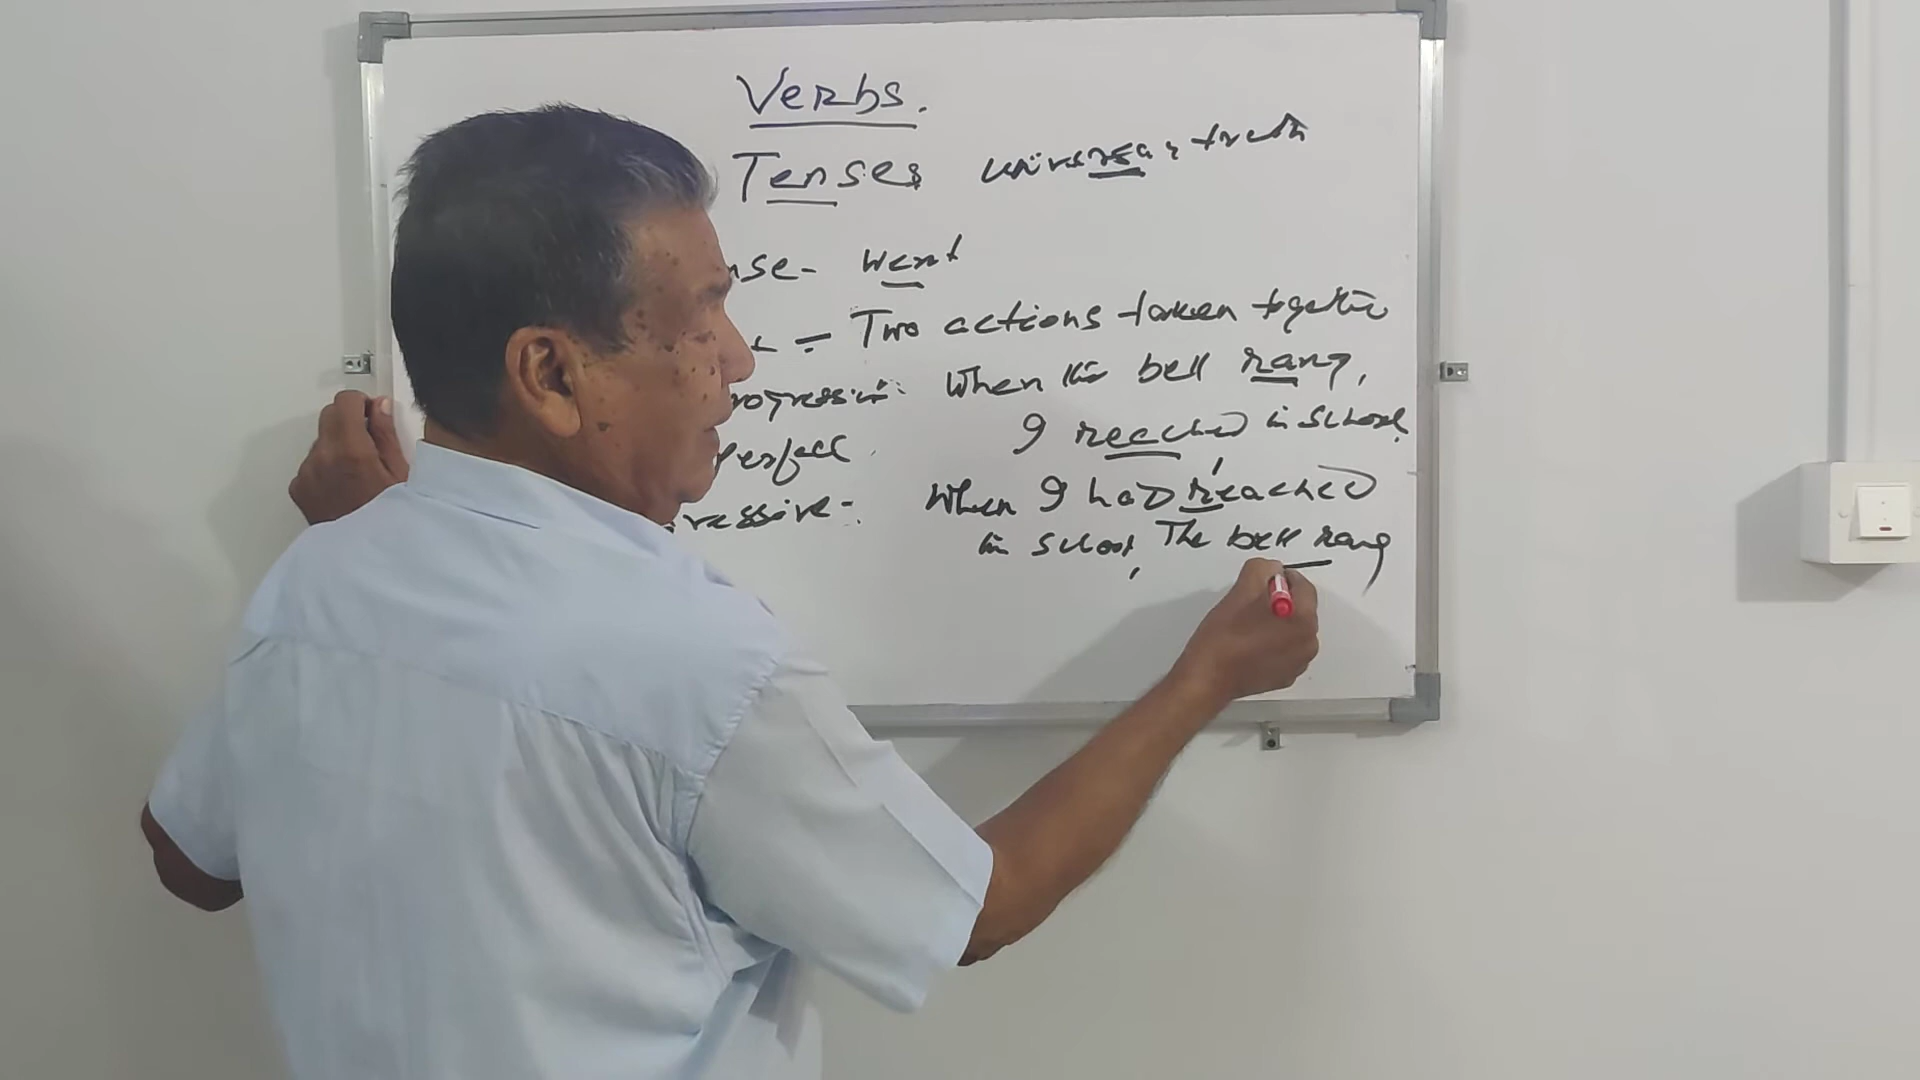 Verbs.
Tenses universal truth
nse- went
- Two actions taken together
rogressive: When the bell rang,
I reached in school,
Perfect.
ressive-. When I had reached
in school, The bell rang